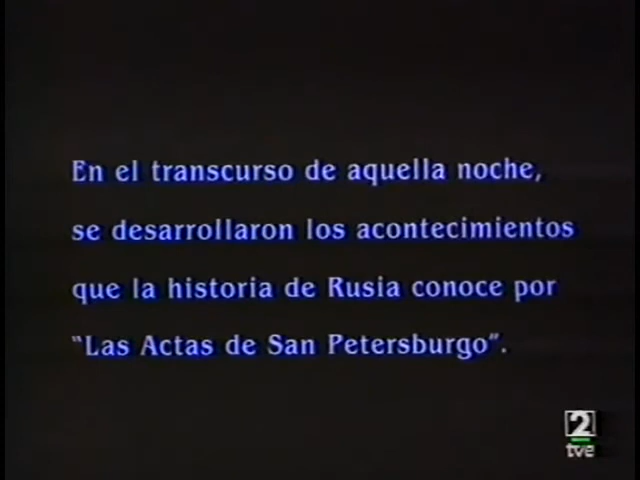 En el transcurso de aquella noche,
se desarrollaron los acontecimientos
que la historia de Rusia conoce por
"Las Actas de San Petersburgo".
2
tve